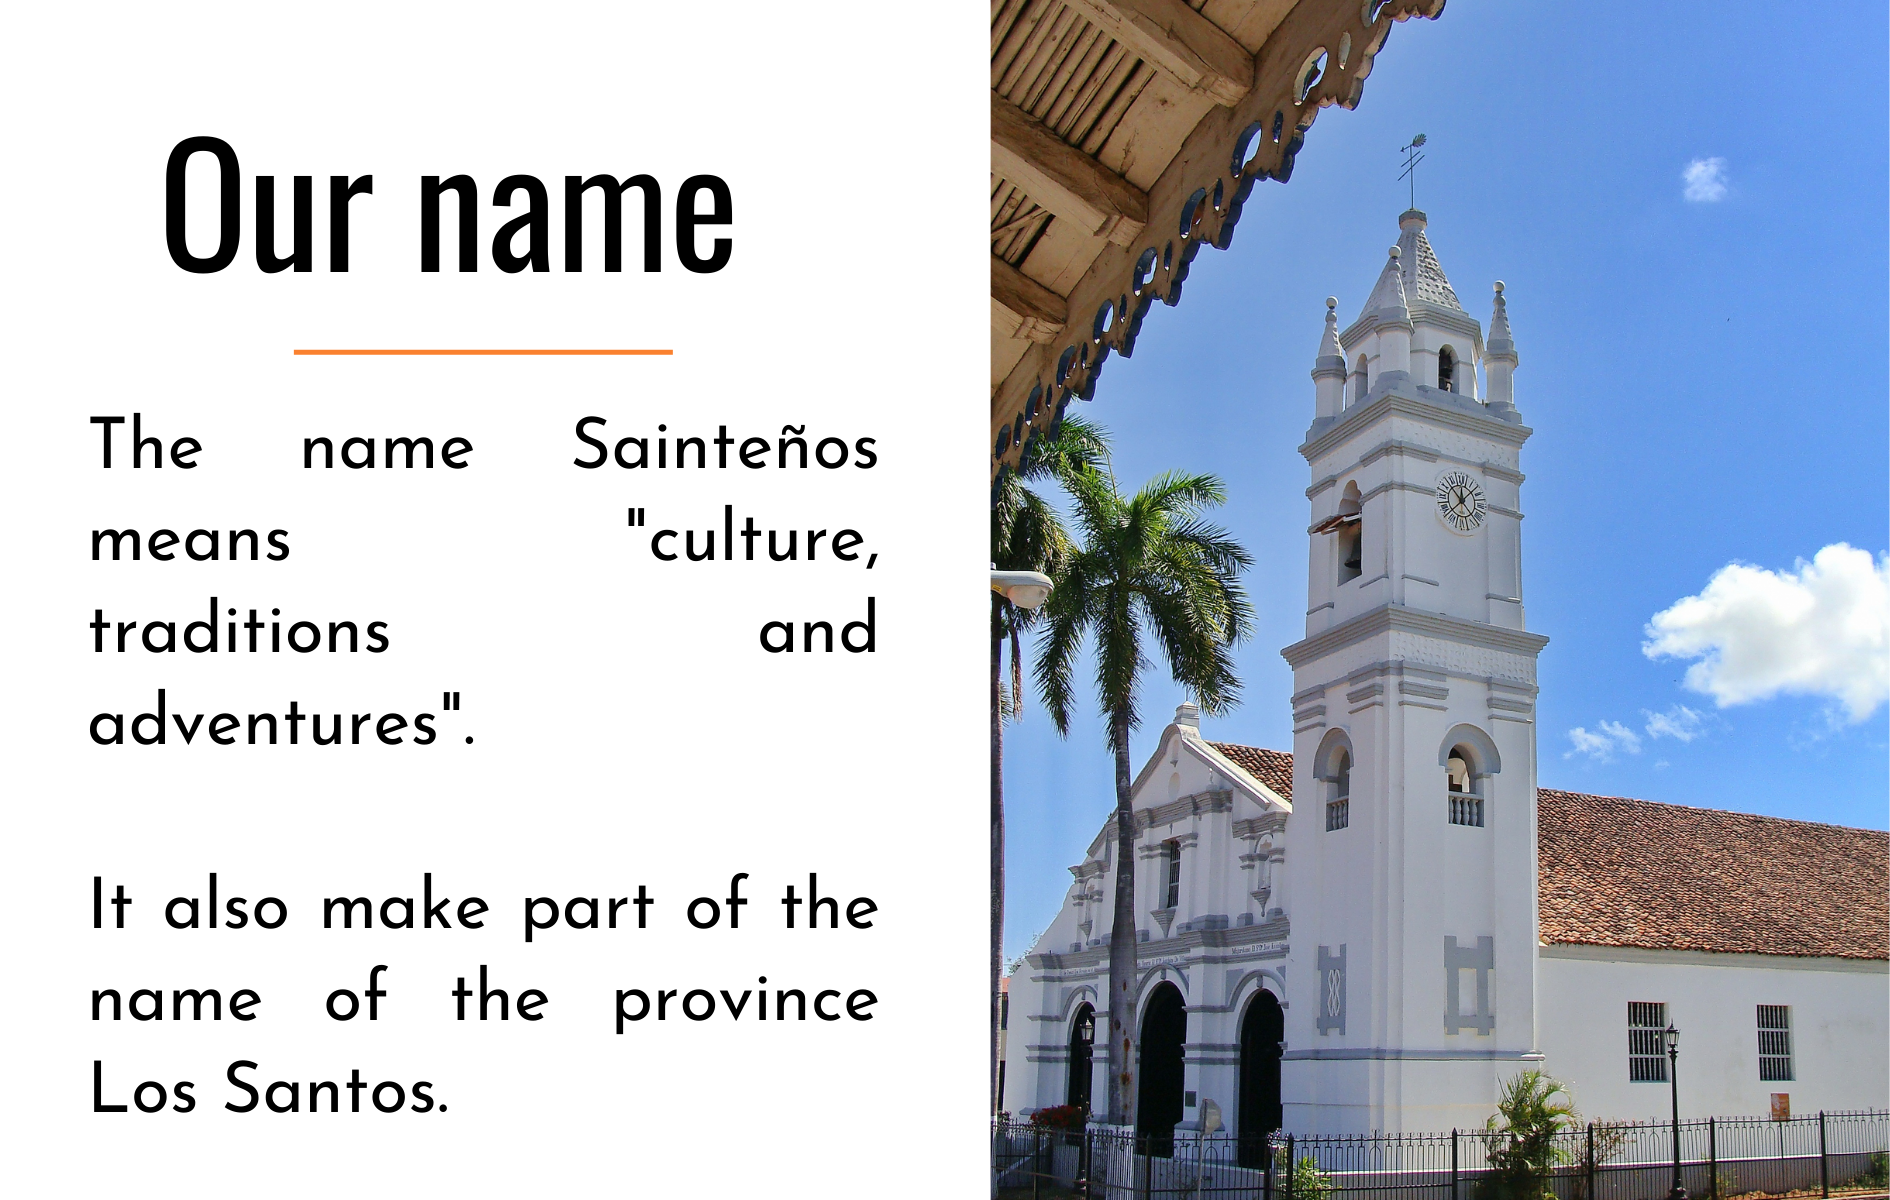 Our name
The name Sainteños
means "culture,
traditions and
adventures".
It also make part of the
name of the province
Los Santos.